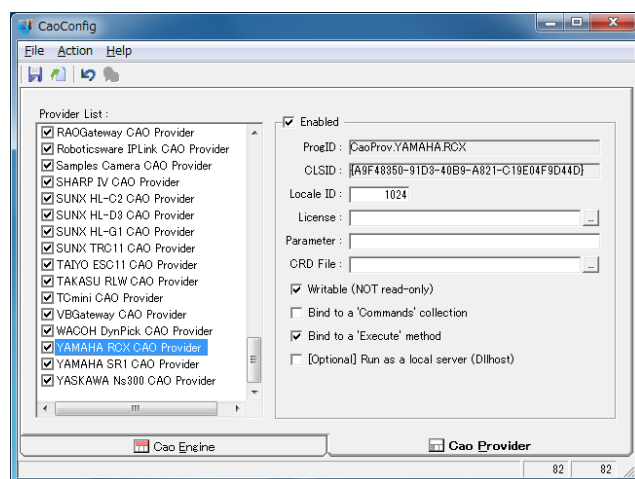 CaoConfig
File Action Help
Provider List :
RAOGateway CAO Provider
Roboticsware IPLink CAO Provider
Samples Camera CAO Provider
SHARP IV CAO Provider
SUNX HL-C2 CAO Provider
SUNX HL-D3 CAO Provider
SUNX HL-G1 CAO Provider
SUNX TRC11 CAO Provider
TAIYO ESC11 CAO Provider
TAKASU RLW CAO Provider
TCmini CAO Provider
VBGateway CAO Provider
WACOH DynPick CAO Provider
YAMAHA RCX CAO Provider
YAMAHA SR1 CAO Provider
YASKAWA Ns300 CAO Provider
Enabled
ProgID : CaoProv.YAMAHA.RCX
CLSID : {A9F48350-91D3-40B9-A821-C19E04F9D44D}
Locale ID : 1024
License : ...
Parameter :
CRD File : ...
Writable (NOT read-only)
Bind to a 'Commands' collection
Bind to a 'Execute' method
[Optional] Run as a local server (Dllhost)
Cao Engine
Cao Provider
82 82